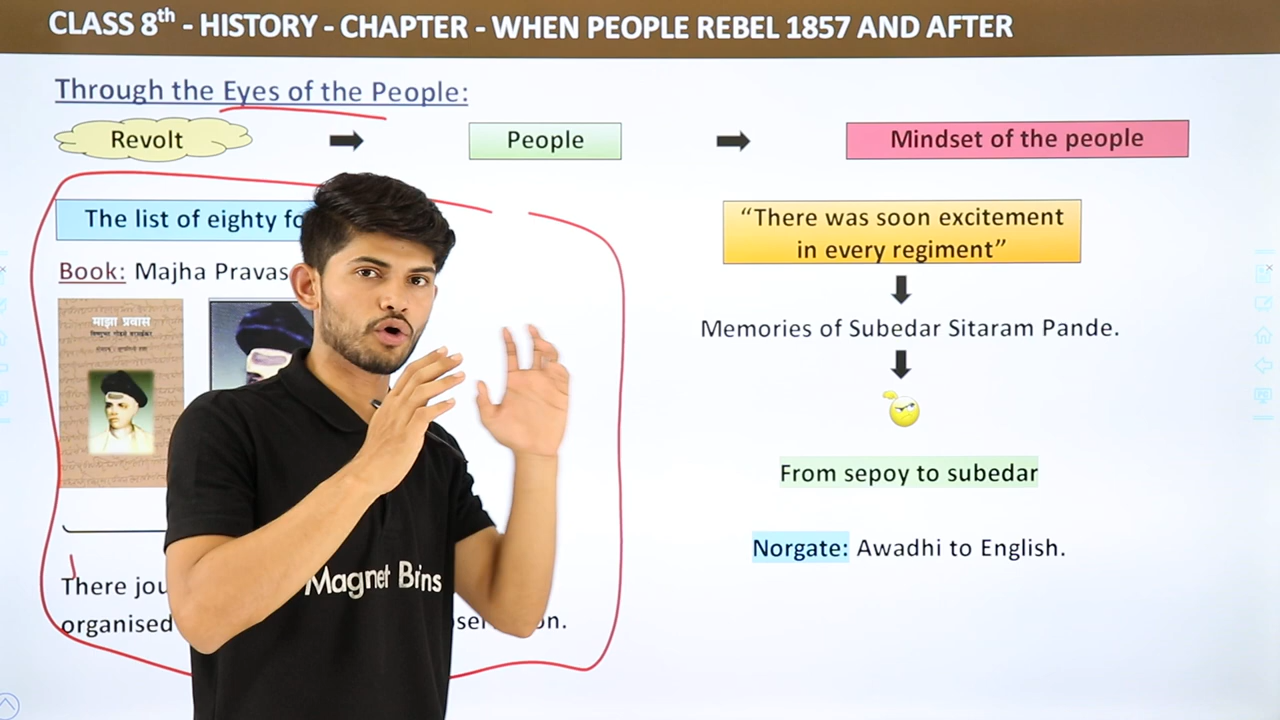 CLASS 8th - HISTORY - CHAPTER - WHEN PEOPLE REBEL 1857 AND AFTER
Through the Eyes of the People:
Revolt
People
Mindset of the people
The list of eighty
Book: Majha Pravas
माझा प्रवास
There
organised
"There was soon excitement
in every regiment"
Memories of Subedar Sitaram Pande.
From sepoy to subedar
Norgate: Awadhi to English.
Magnet Brins